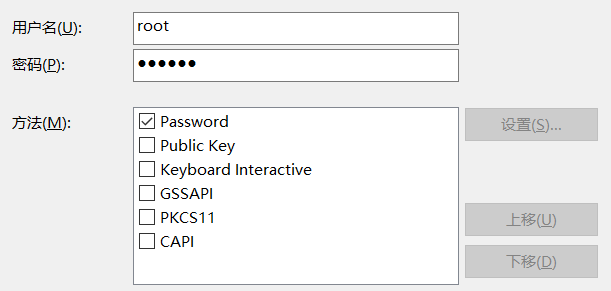 用户名(U): root
密码(P): ●●●●●●
方法(M):
Password
设置(S)...
Public Key
Keyboard Interactive
GSSAPI
PKCS11
上移(U)
CAPI
下移(D)